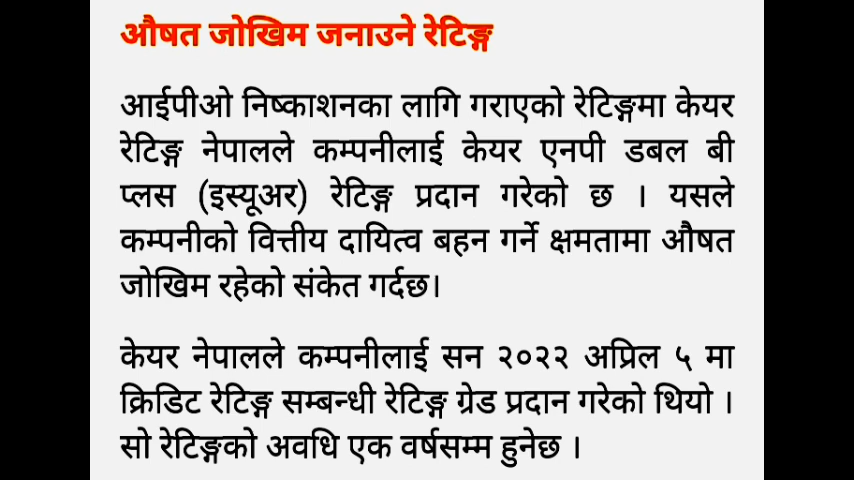 औषत जोखिम जनाउने रेटिङ्ग
आईपीओ निष्काशनका लागि गराएको रेटिङ्गमा केयर
रेटिङ्ग नेपालले कम्पनीलाई केयर एनपी डबल बी
प्लस (इस्यूअर) रेटिङ्ग प्रदान गरेको छ । यसले
कम्पनीको वित्तीय दायित्व बहन गर्ने क्षमतामा औषत
जोखिम रहेको संकेत गर्दछ।
केयर नेपालले कम्पनीलाई सन २०२२ अप्रिल ५ मा
क्रिडिट रेटिङ्ग सम्बन्धी रेटिङ्ग ग्रेड प्रदान गरेको थियो ।
सो रेटिङ्गको अवधि एक वर्षसम्म हुनेछ ।